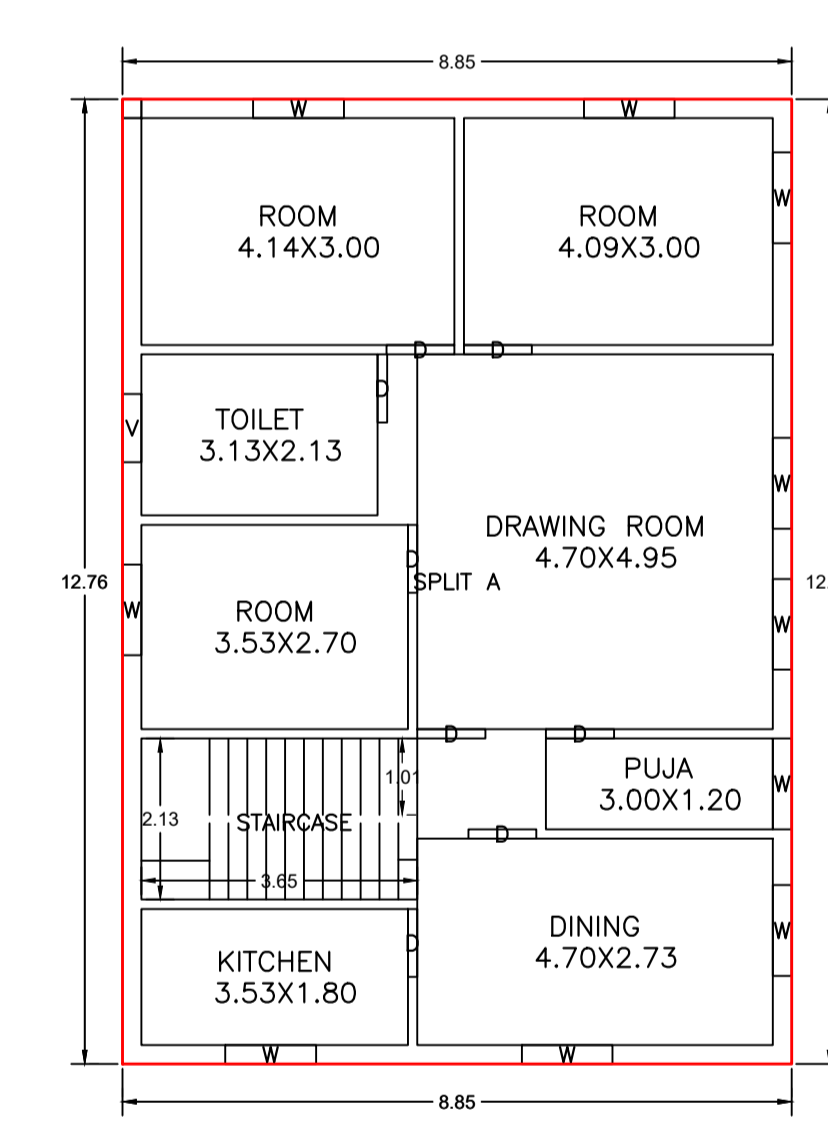 8.85
W
W
ROOM
4.14X3.00
ROOM
4.09X3.00
W
D
D
D
TOILET
3.13X2.13
V
W
DRAWING ROOM
4.70X4.95
D
SPLIT A
12.76
12.
W
ROOM
3.53X2.70
W
D
D
PUJA
3.00X1.20
W
1.01
2.13
STAIRCASE
D
3.65
KITCHEN
3.53X1.80
D
DINING
4.70X2.73
W
W
W
8.85